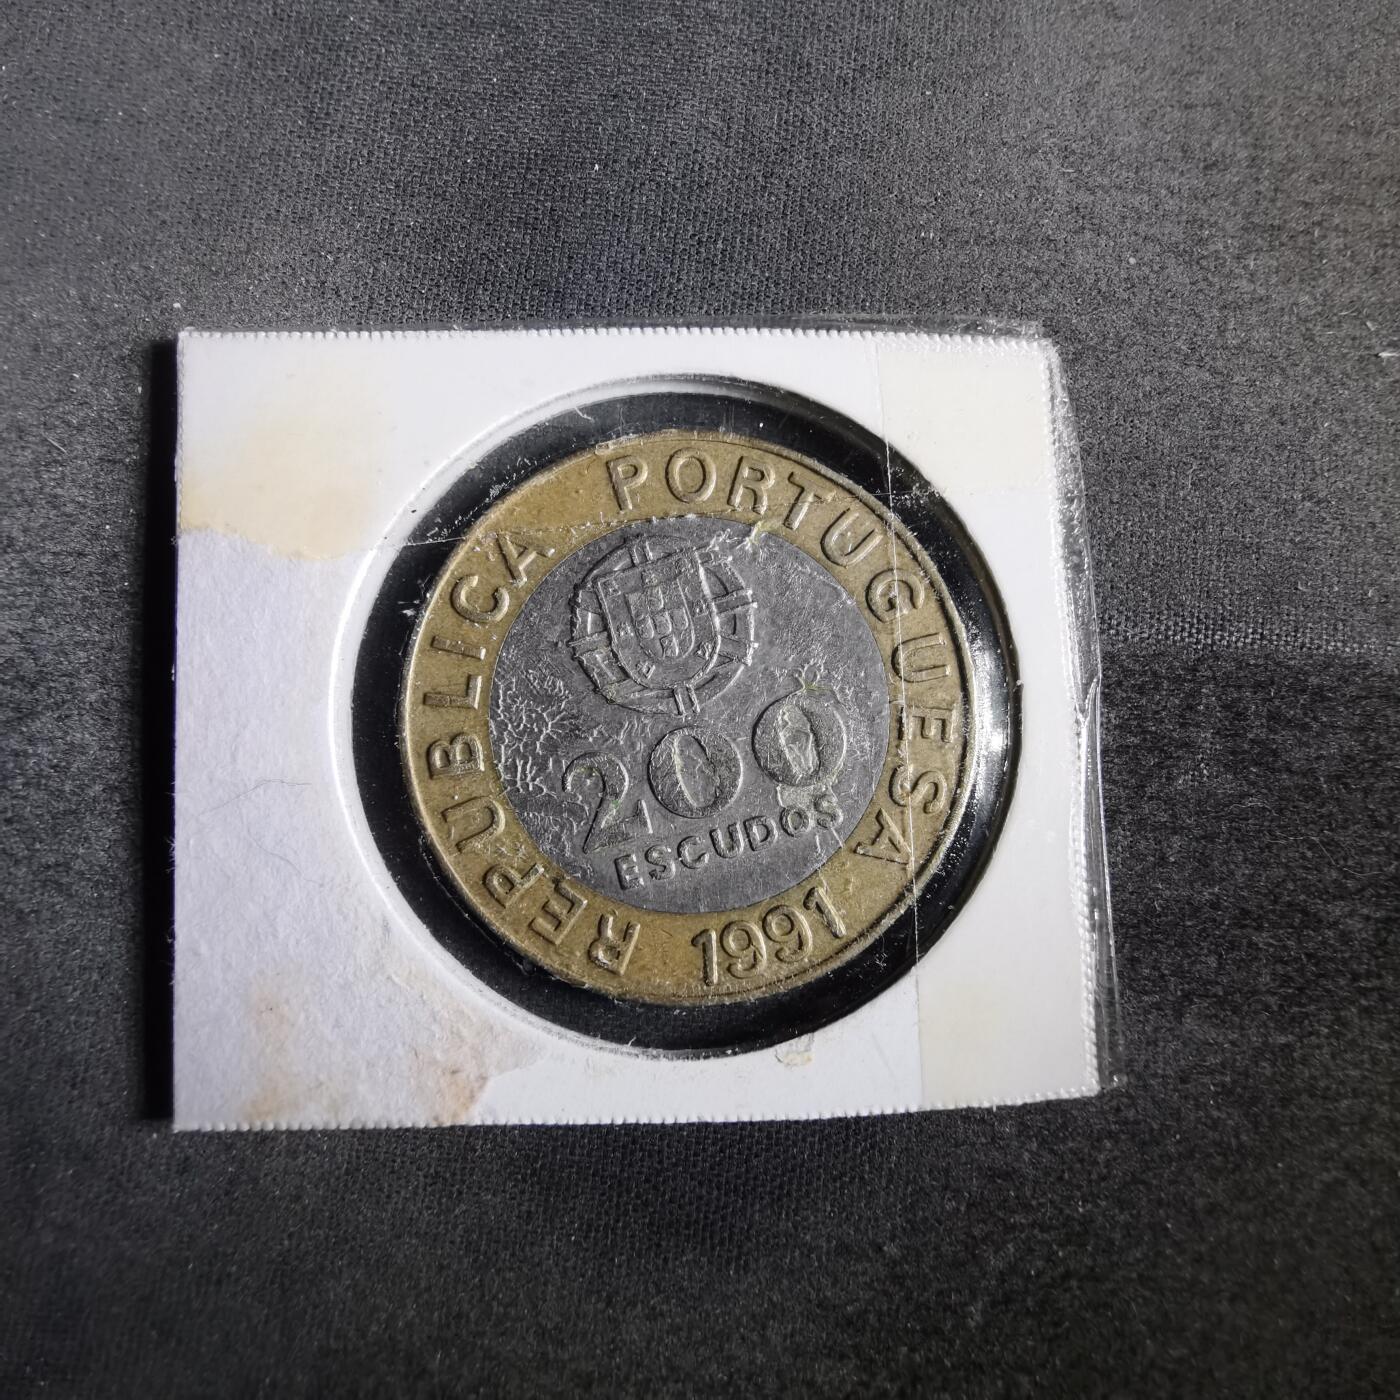 REPUBLICA PORTUGUESA
200
ESCUDOS
1991